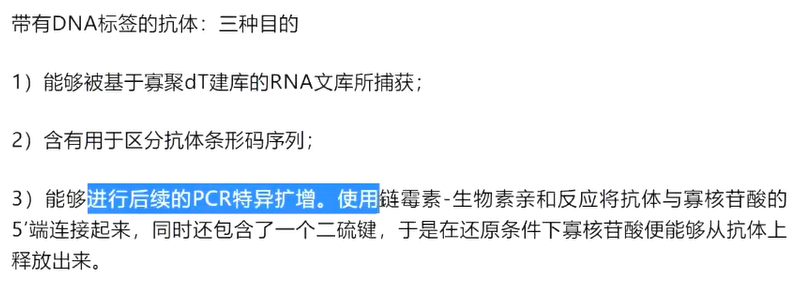 带有DNA标签的抗体：三种目的
1）能够被基于寡聚dT建库的RNA文库所捕获；
2）含有用于区分抗体条形码序列；
3）能够进行后续的PCR特异扩增。使用链霉素-生物素亲和反应将抗体与寡核苷酸的
5’端连接起来，同时还包含了一个二硫键，于是在还原条件下寡核苷酸便能够从抗体上
释放出来。